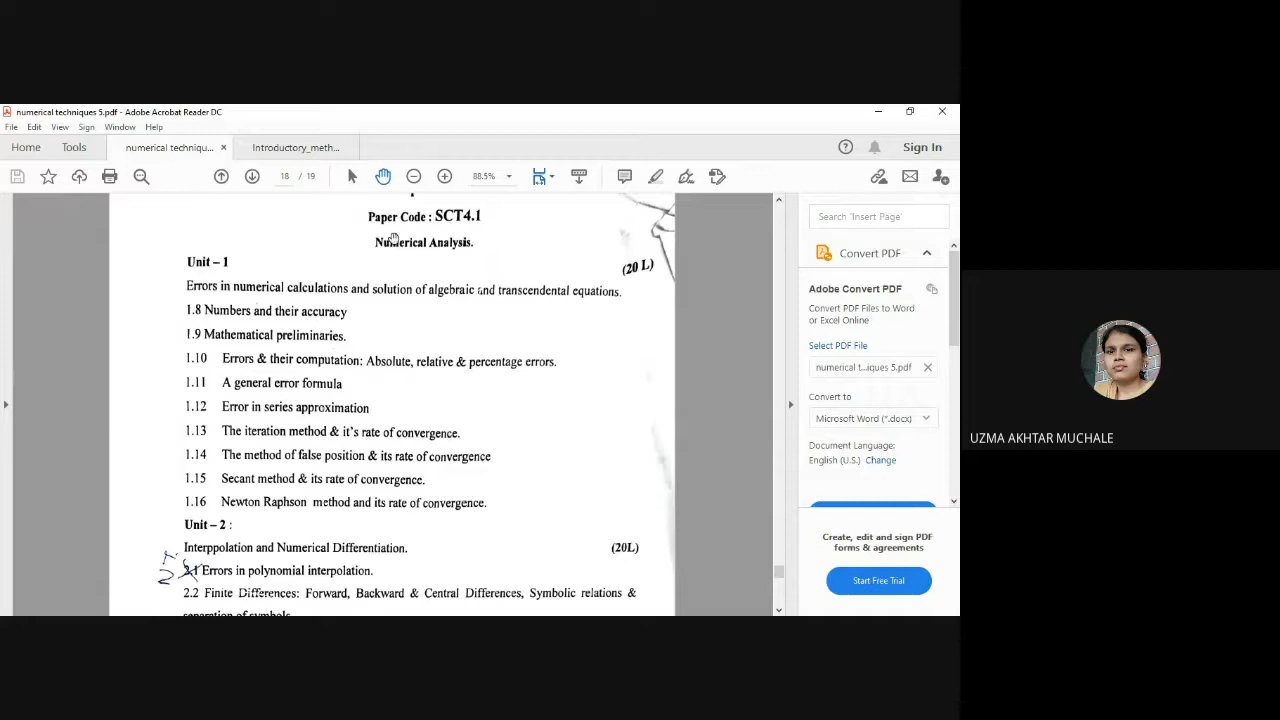 numerical techniques 5.pdf - Adobe Acrobat Reader DC
File Edit View Sign Window Help
Home Tools numerical techniqu... × Introductory_meth... Sign In
18 / 19 88.5%
Paper Code : SCT4.1
Numerical Analysis.
Unit – 1
(20 L)
Errors in numerical calculations and solution of algebraic and transcendental equations.
1.8 Numbers and their accuracy
1.9 Mathematical preliminaries.
1.10 Errors & their computation: Absolute, relative & percentage errors.
1.11 A general error formula
1.12 Error in series approximation
1.13 The iteration method & it's rate of convergence.
1.14 The method of false position & its rate of convergence
1.15 Secant method & its rate of convergence.
1.16 Newton Raphson method and its rate of convergence.
Unit – 2 :
Interppolation and Numerical Differentiation. (20L)
2.1 Errors in polynomial interpolation.
2.2 Finite Differences: Forward, Backward & Central Differences, Symbolic relations &
separation of symbols
Search 'Insert Page'
Convert PDF
Adobe Convert PDF
Convert PDF Files to Word
or Excel Online
Select PDF File
numerical t...iques 5.pdf
Convert to
Microsoft Word (*.docx)
Document Language:
English (U.S.) Change
Create, edit and sign PDF
forms & agreements
Start Free Trial
UZMA AKHTAR MUCHALE